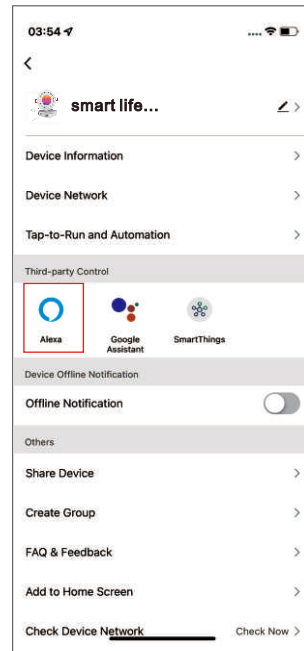 03:54
smart life...
Device Information
Device Network
Tap-to-Run and Automation
Third-party Control
Alexa
Google
Assistant
SmartThings
Device Offline Notification
Offline Notification
Others
Share Device
Create Group
FAQ & Feedback
Add to Home Screen
Check Device Network
Check Now